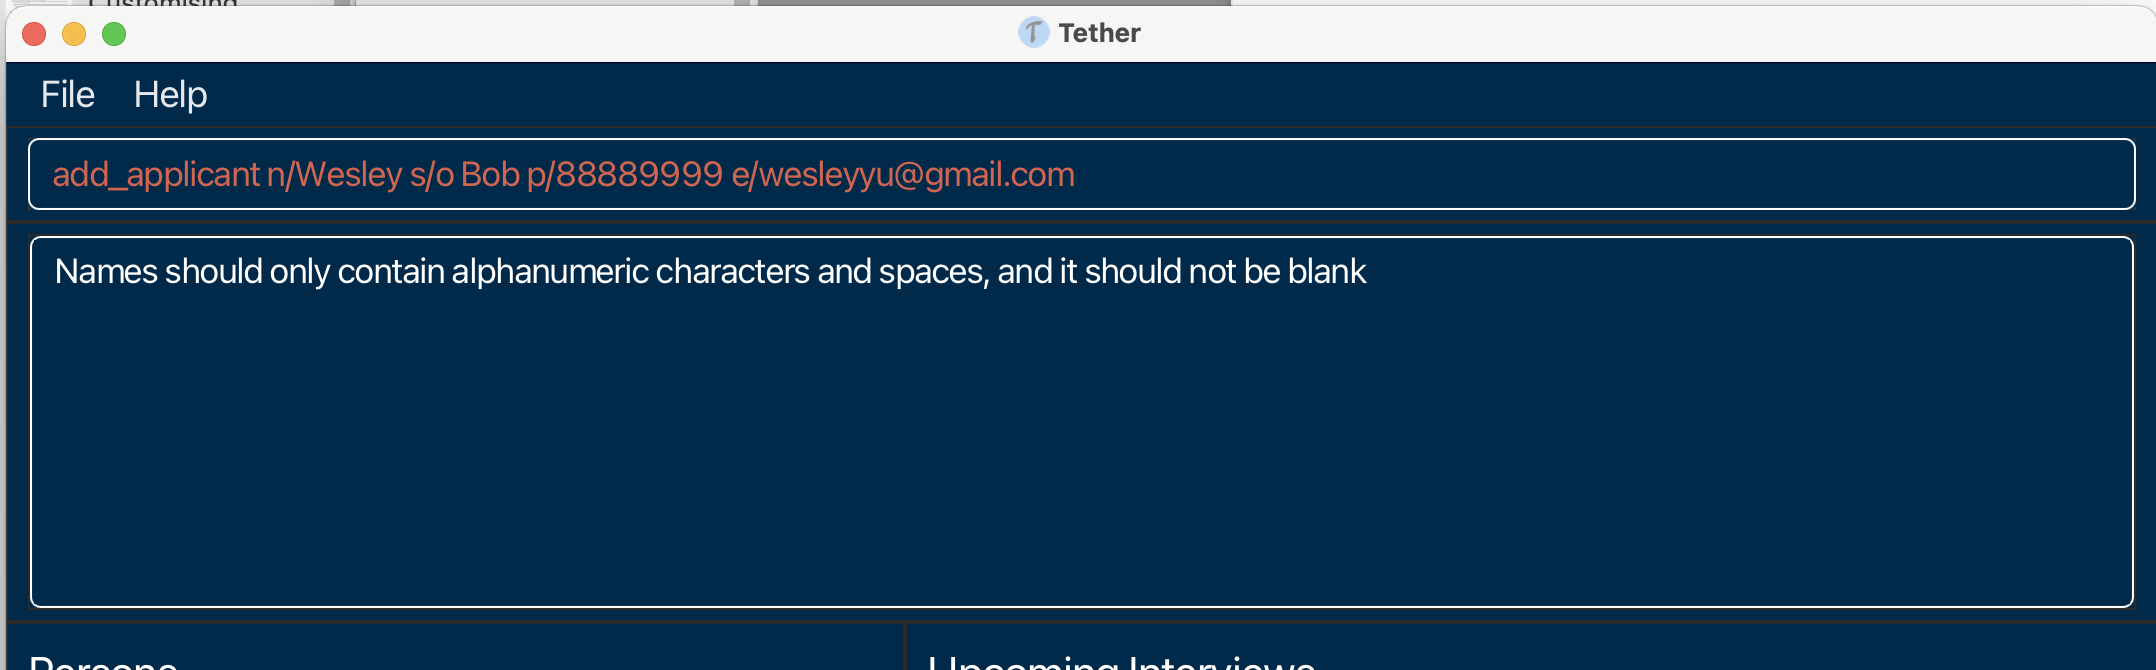 Customising
Tether
File Help
add_applicant n/Wesley s/o Bob p/88889999 e/wesleyyu@gmail.com
Names should only contain alphanumeric characters and spaces, and it should not be blank
Persons Upcoming Interviews